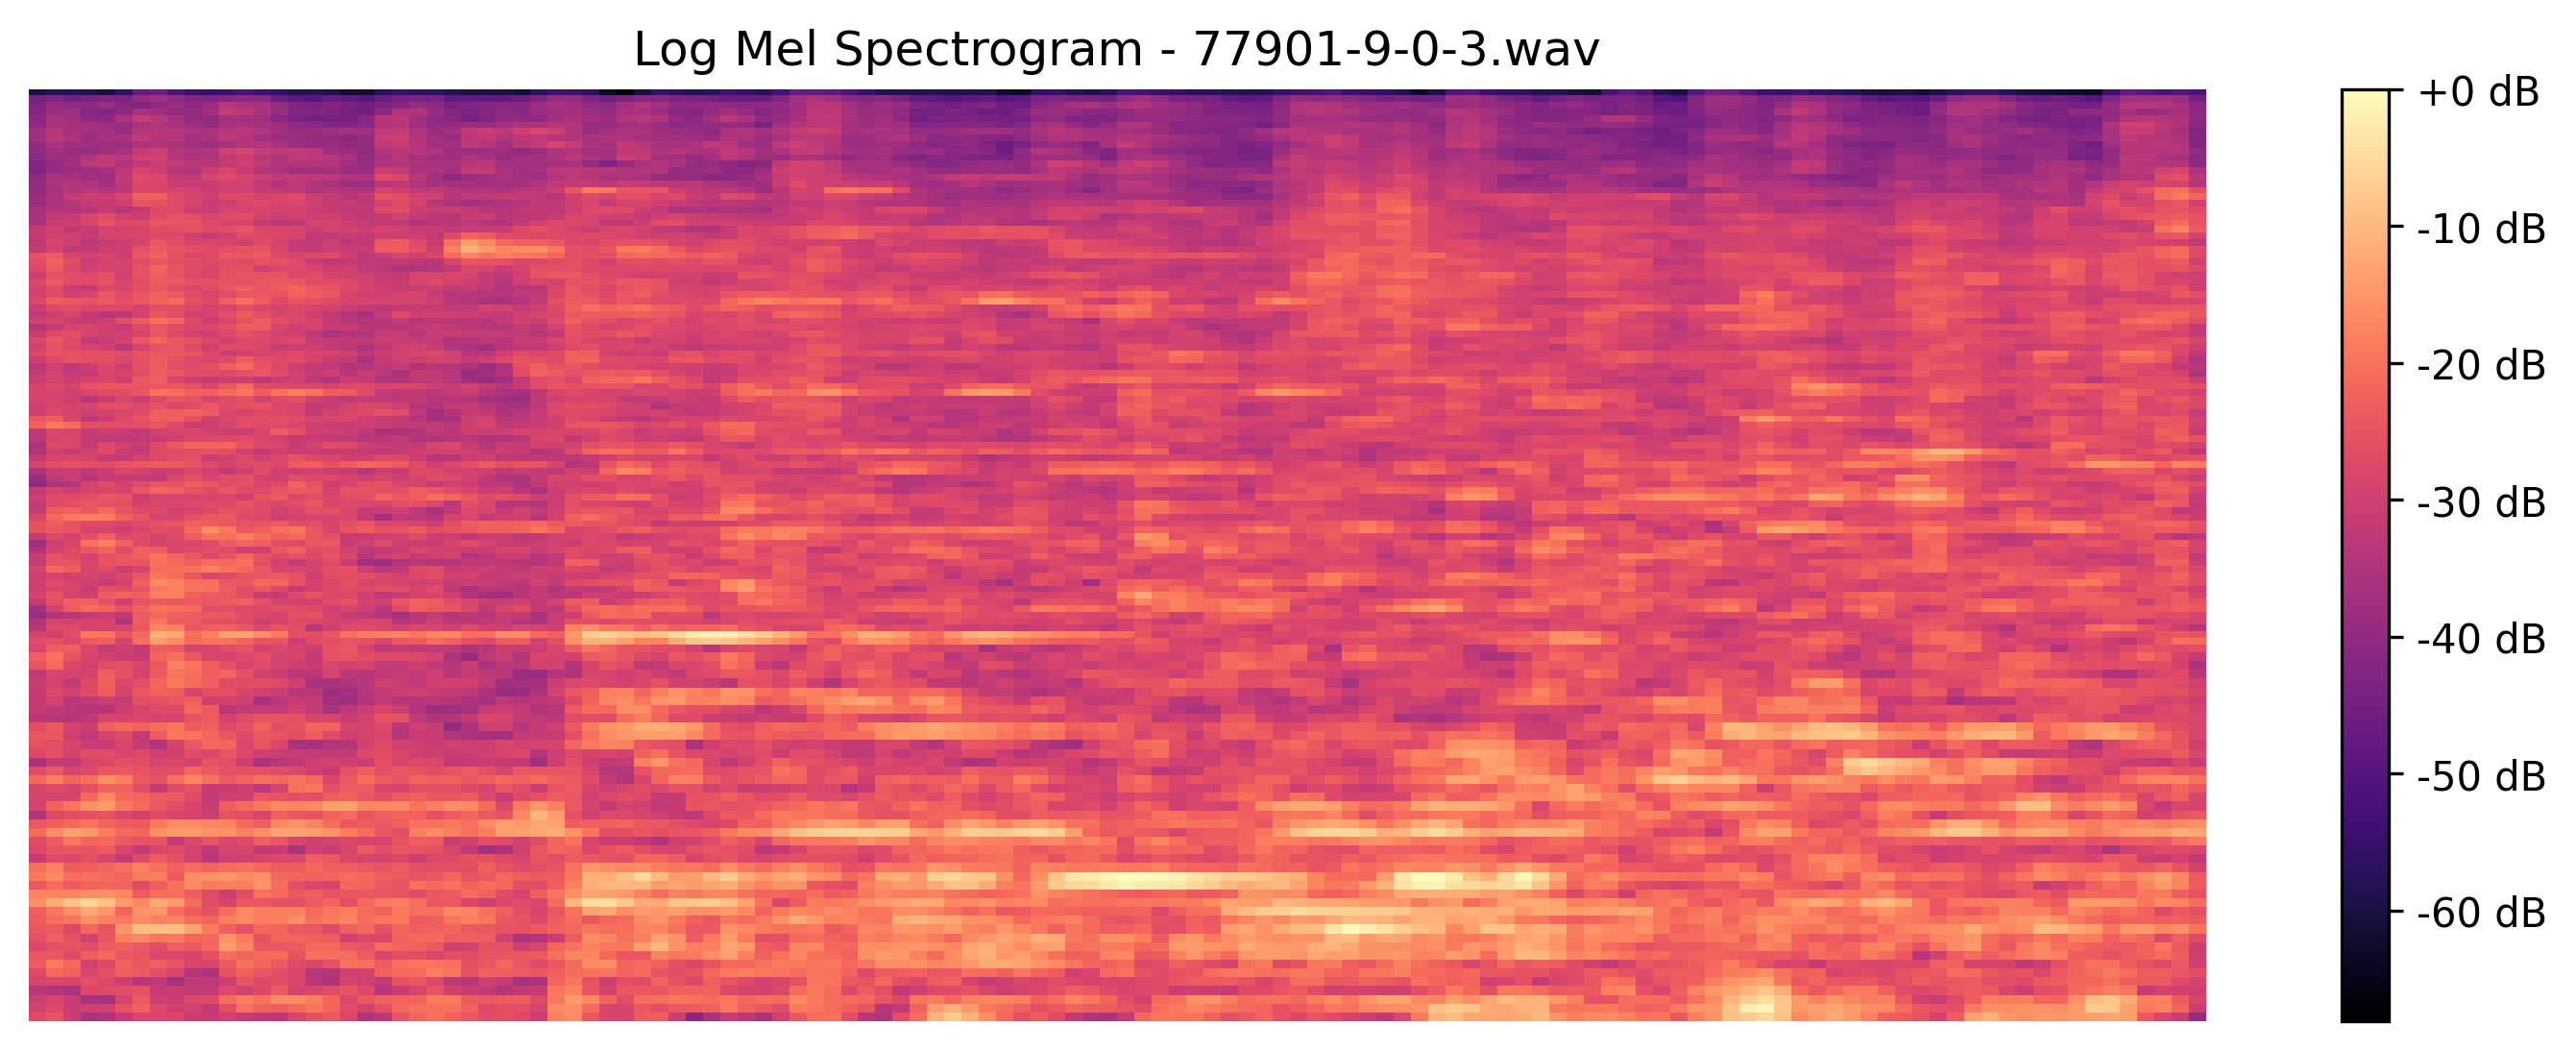 Log Mel Spectrogram - 77901-9-0-3.wav
+0 dB
-10 dB
-20 dB
-30 dB
-40 dB
-50 dB
-60 dB